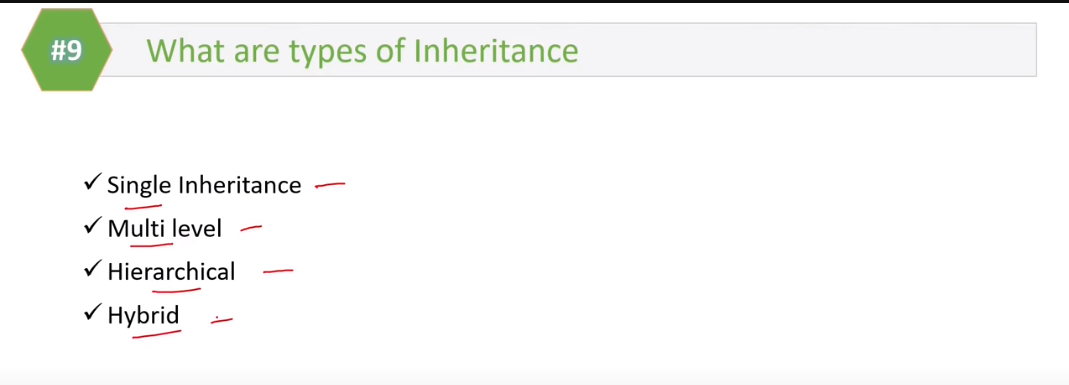 #9 What are types of Inheritance
✓ Single Inheritance
✓ Multi level
✓ Hierarchical
✓ Hybrid